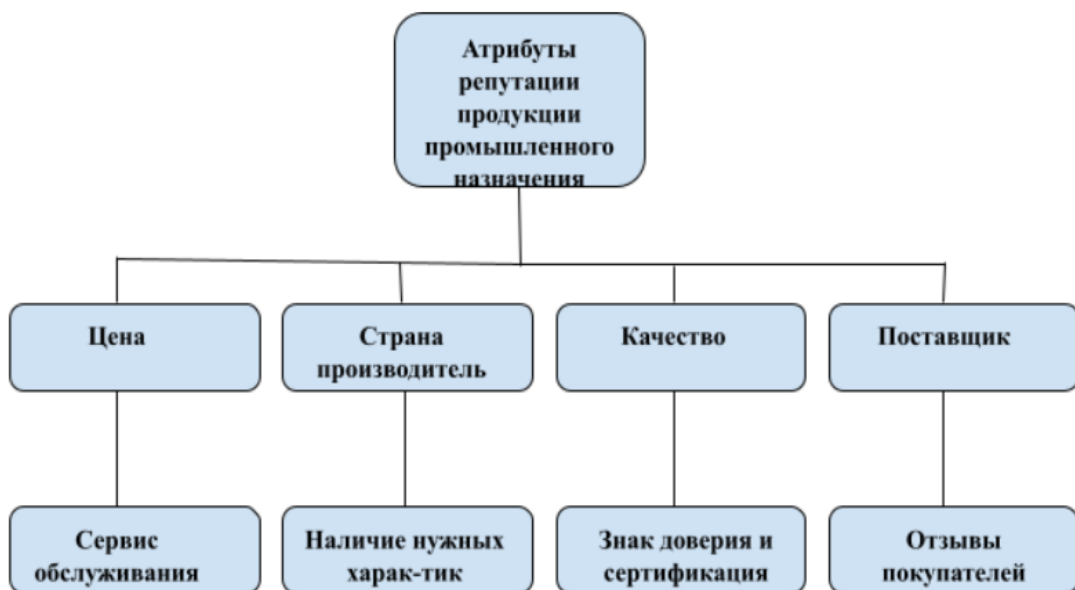 Атрибуты
репутации
продукции
промышленного
назначения
Цена
Страна
производитель
Качество
Поставщик
Сервис
обслуживания
Наличие нужных
харак-тик
Знак доверия и
сертификация
Отзывы
покупателей